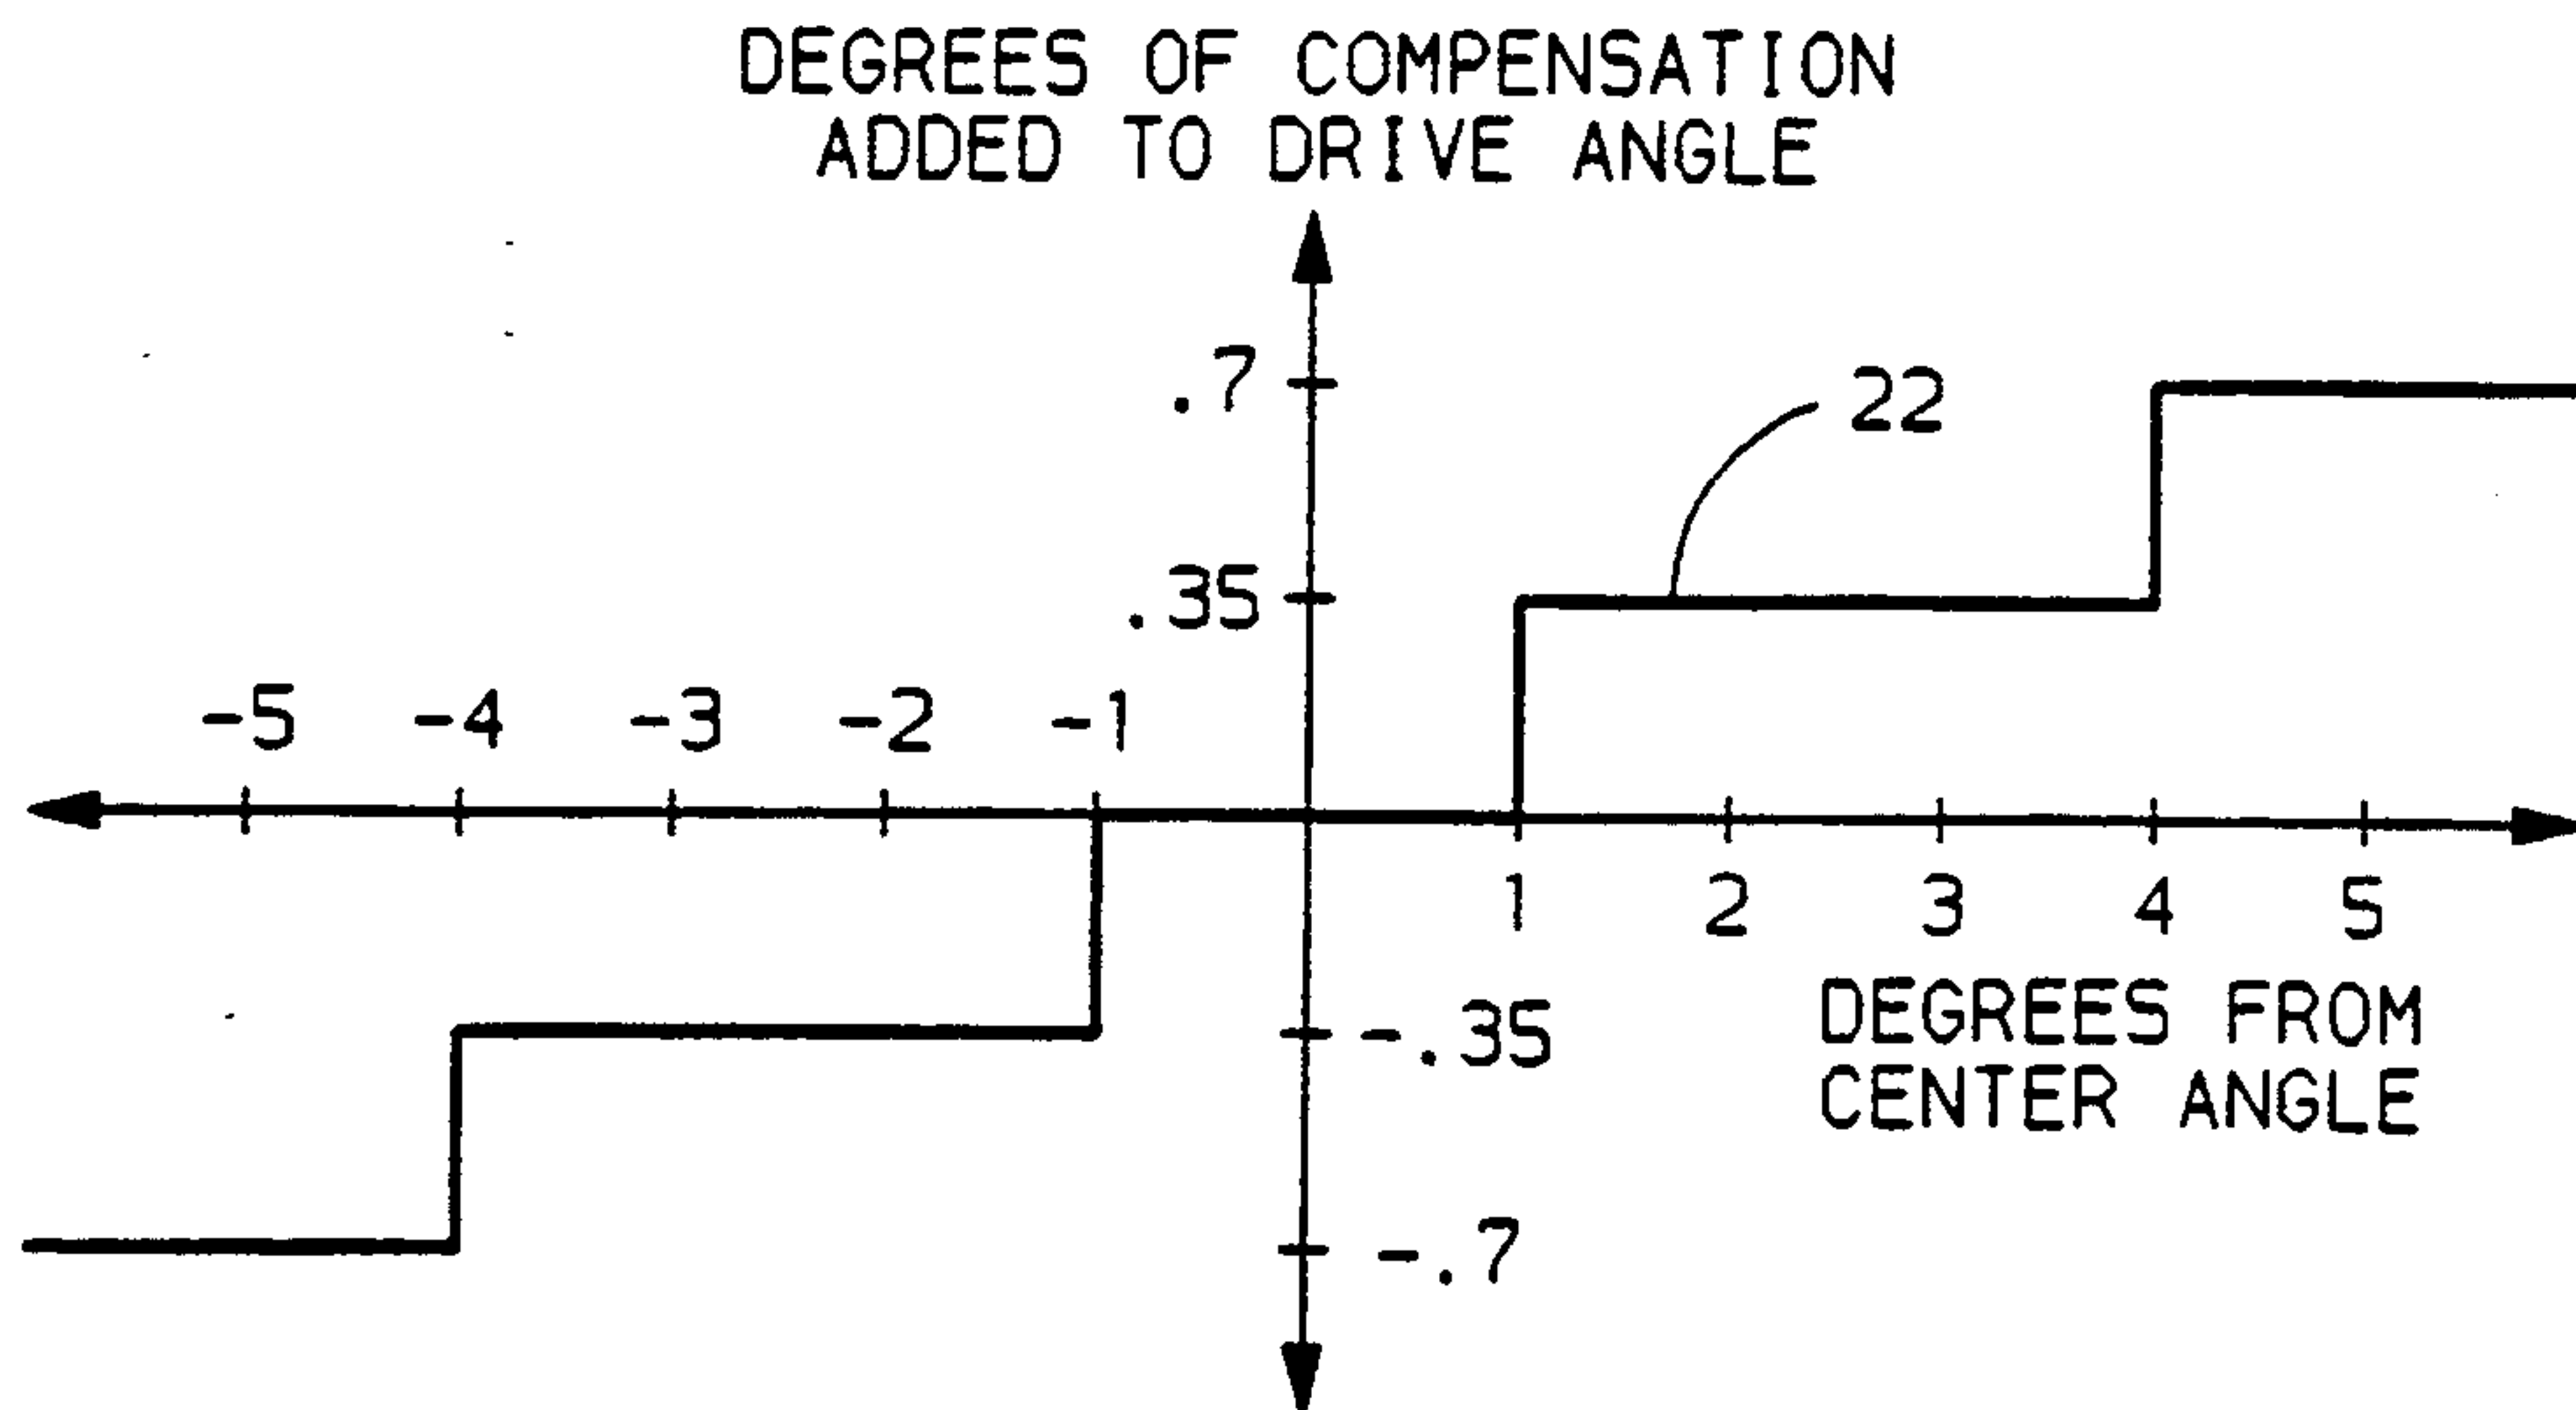 DEGREES OF COMPENSATION
ADDED TO DRIVE ANGLE
.7
22
.35
-5 -4 -3 -2 -1
1 2 3 4 5
DEGREES FROM
CENTER ANGLE
-.35
-.7